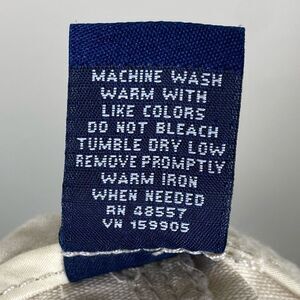 MACHINE WASH
WARM WITH
LIKE COLORS
DO NOT BLEACH
TUMBLE DRY LOW
REMOVE PROMPTLY
WARM IRON
WHEN NEEDED
RN 48557
VN 159905